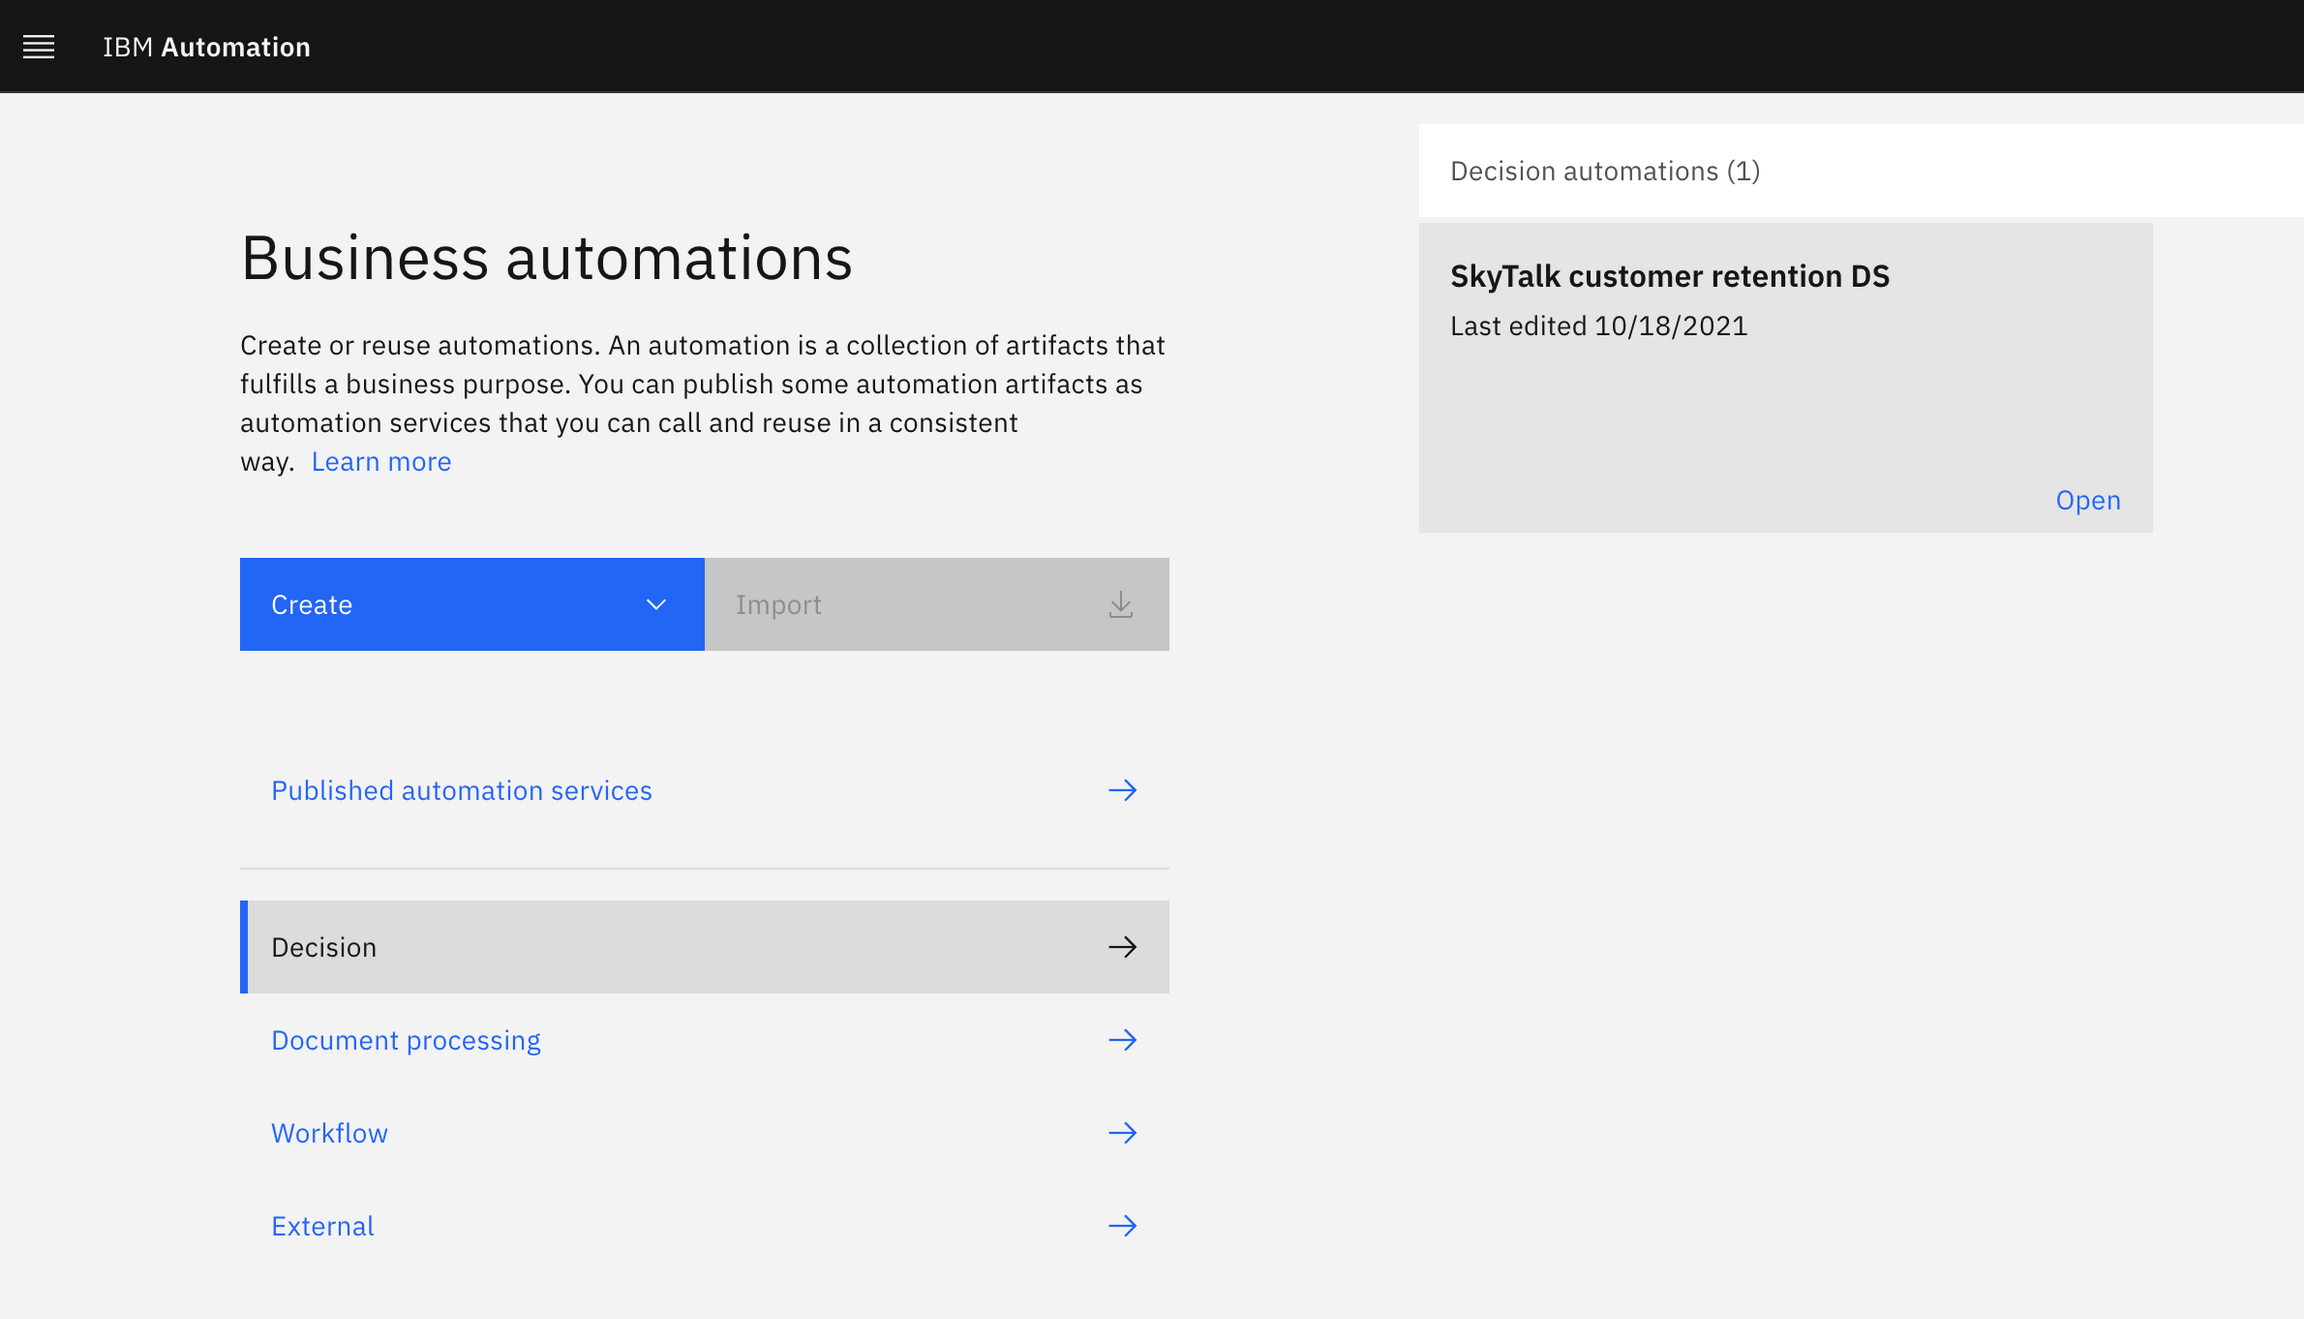 IBM Automation
Business automations
Create or reuse automations. An automation is a collection of artifacts that
fulfills a business purpose. You can publish some automation artifacts as
automation services that you can call and reuse in a consistent
way. Learn more
Create
Import
Published automation services
Decision
Document processing
Workflow
External
Decision automations (1)
SkyTalk customer retention DS
Last edited 10/18/2021
Open